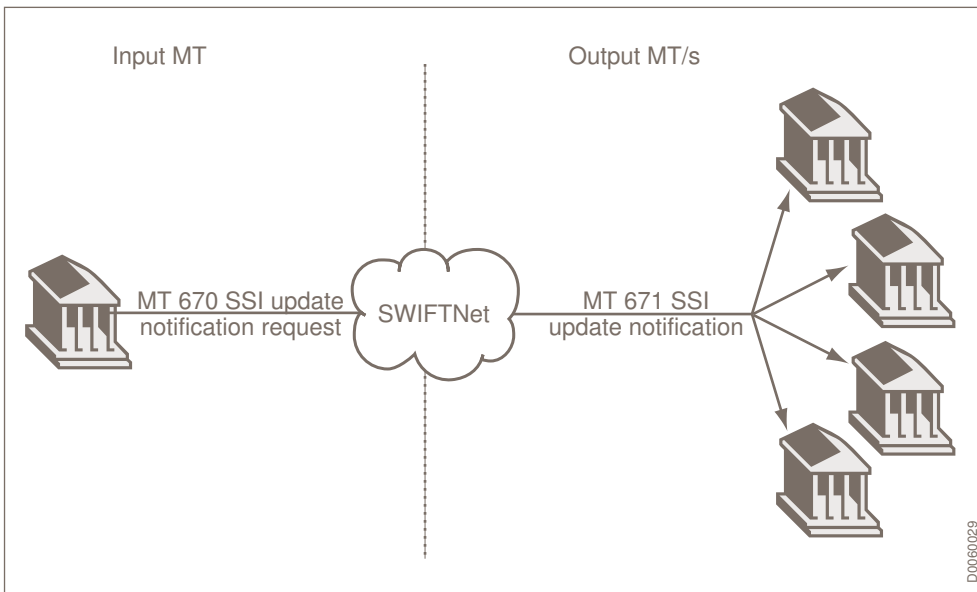 Input MT
Output MT/s
MT 670 SSI update
notification request
SWIFTNet
MT 671 SSI
update notification
D0060029